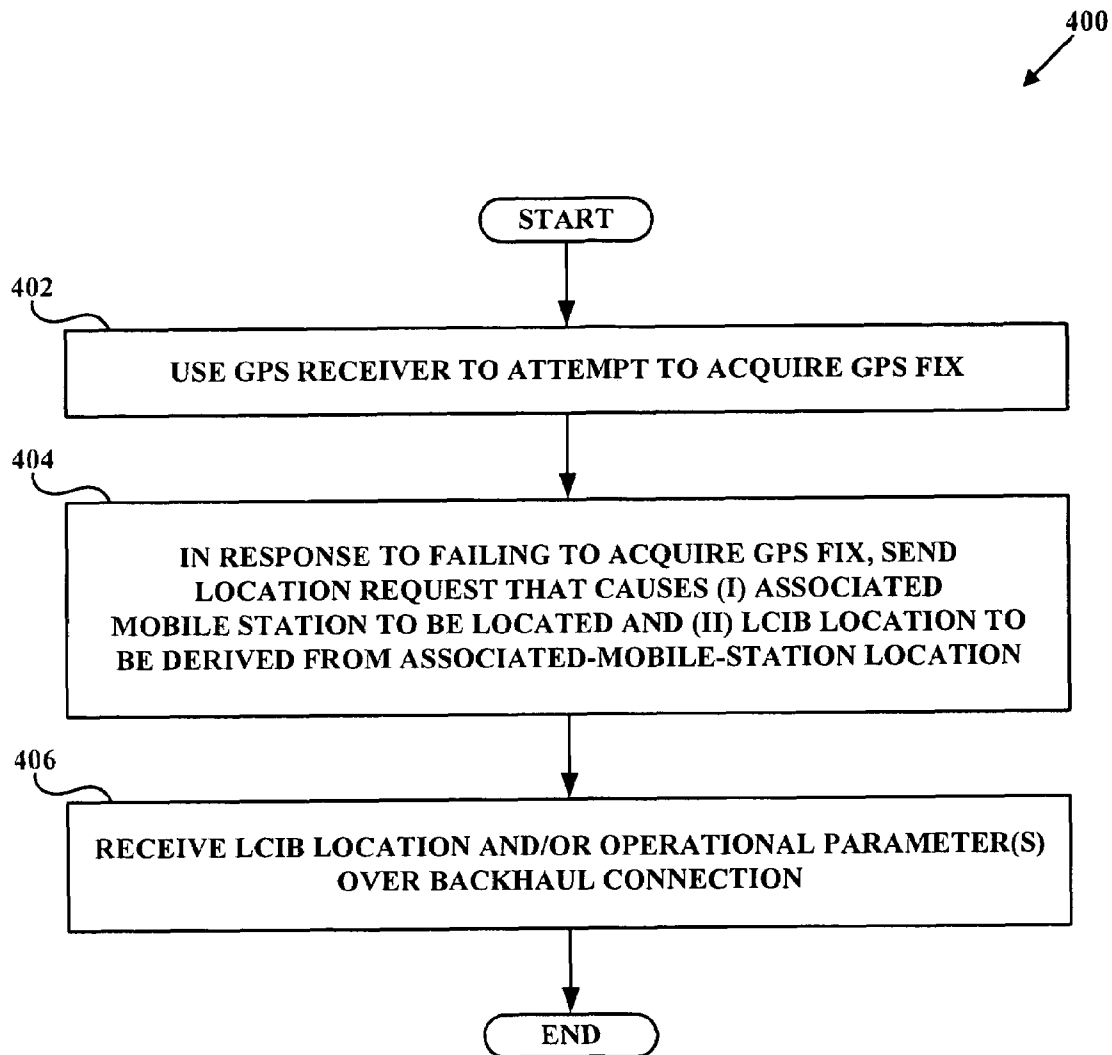 400
START
402
USE GPS RECEIVER TO ATTEMPT TO ACQUIRE GPS FIX
404
IN RESPONSE TO FAILING TO ACQUIRE GPS FIX, SEND
LOCATION REQUEST THAT CAUSES (I) ASSOCIATED
MOBILE STATION TO BE LOCATED AND (II) LCIB LOCATION TO
BE DERIVED FROM ASSOCIATED-MOBILE-STATION LOCATION
406
RECEIVE LCIB LOCATION AND/OR OPERATIONAL PARAMETER(S)
OVER BACKHAUL CONNECTION
END